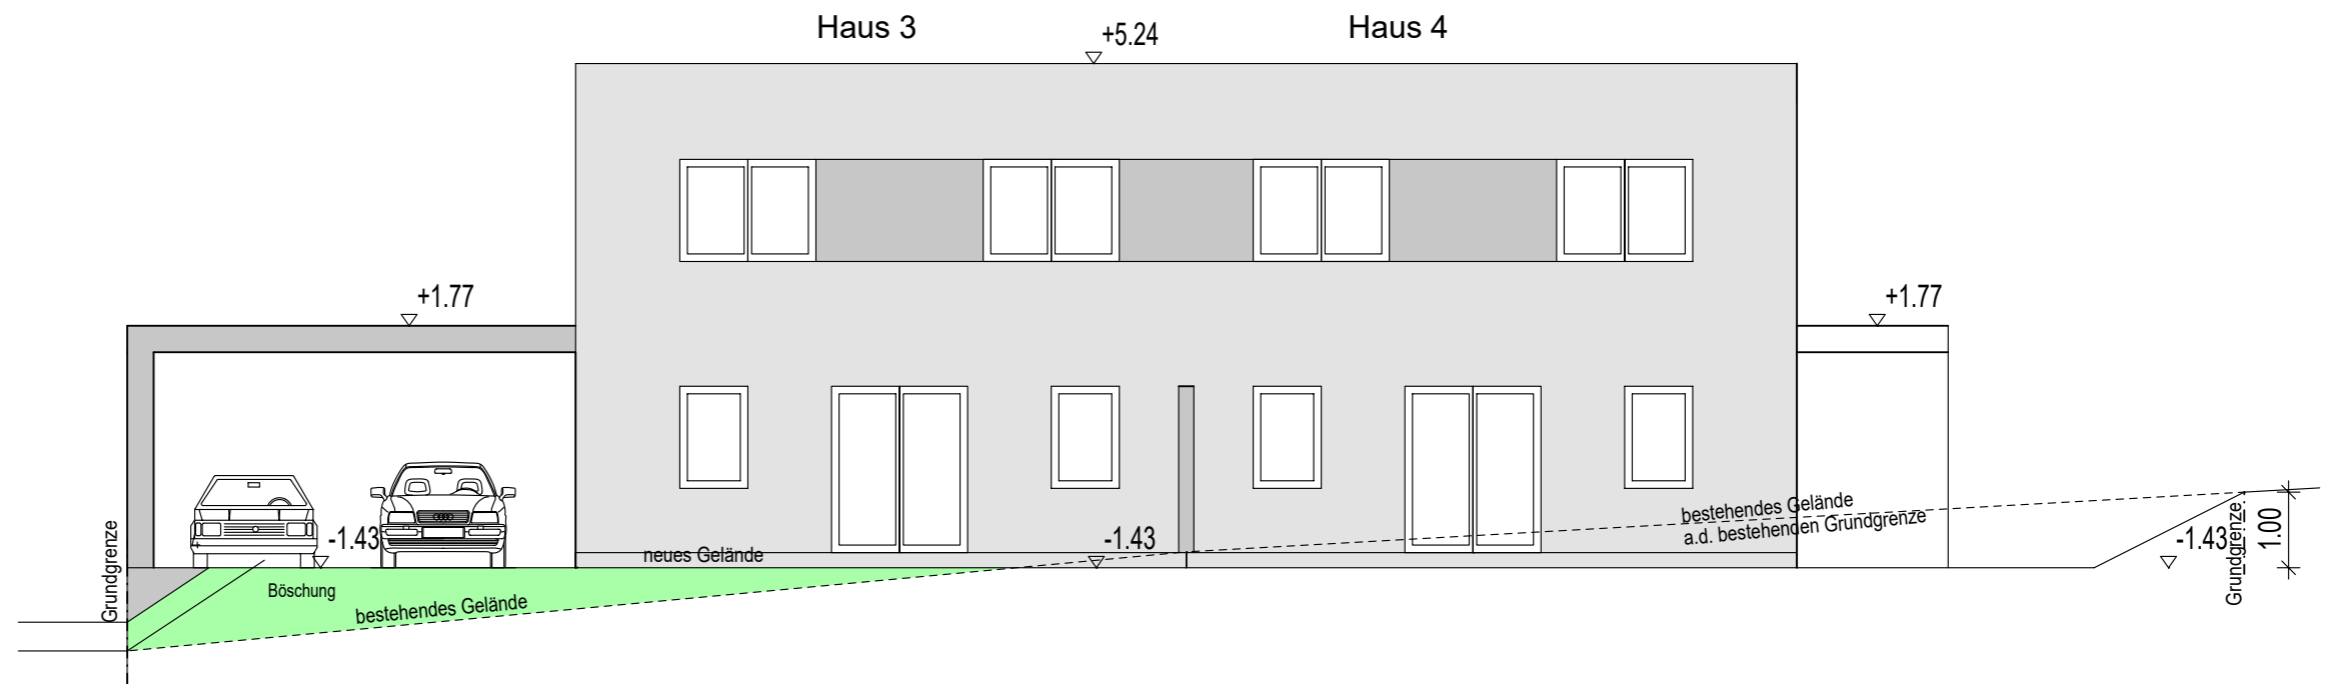 Haus 3
Haus 4
+5.24
+1.77
+1.77
Grundgrenze
-1.43
neues Gelände
-1.43
bestehendes Gelände
a.d. bestehenden Grundgrenze
-1.43
Grundgrenze
1.00
Böschung
bestehendes Gelände